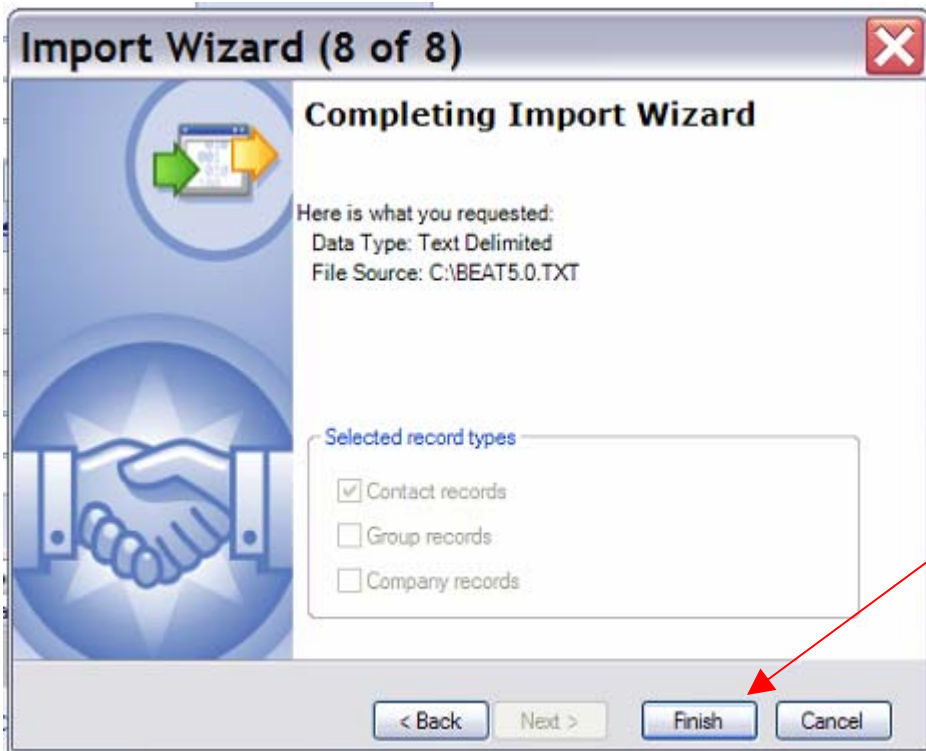 Import Wizard (8 of 8)
Completing Import Wizard
Here is what you requested:
Data Type: Text Delimited
File Source: C:\BEAT5.0.TXT
Selected record types
Contact records
Group records
Company records
< Back Next > Finish Cancel